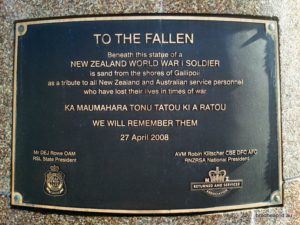 TO THE FALLEN
Beneath this statue of a
NEW ZEALAND WORLD WAR I SOLDIER
is sand from the shores of Gallipoli
as a tribute to all New Zealand and Australian service personnel
who have lost their lives in times of war
KA MAUMAHARA TONU TATOU KI A RATOU
WE WILL REMEMBER THEM
27 April 2008
Mr DEJ Rowe OAM
RSL State President
AVM Robin Klitscher CBE DFC AFC
RNZRSA National President
RETURNED AND SERVICES